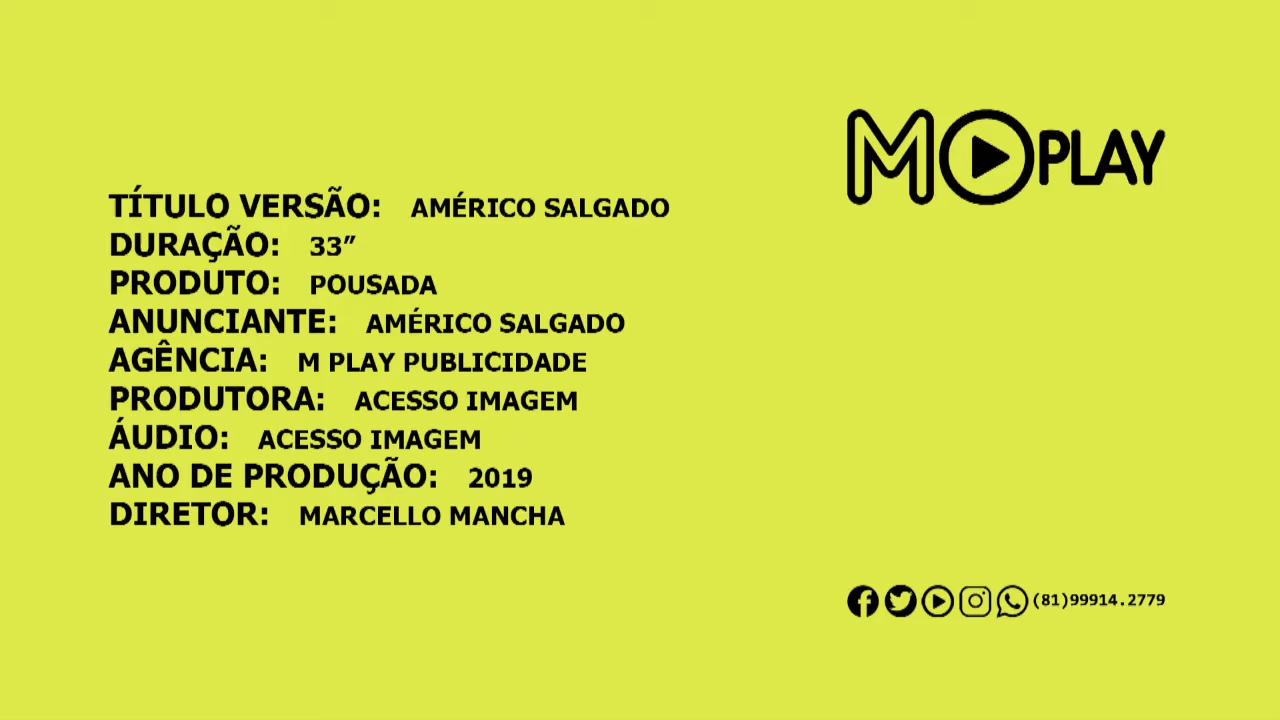 MPLAY
TÍTULO VERSÃO: AMÉRICO SALGADO
DURAÇÃO: 33”
PRODUTO: POUSADA
ANUNCIANTE: AMÉRICO SALGADO
AGÊNCIA: M PLAY PUBLICIDADE
PRODUTORA: ACESSO IMAGEM
ÁUDIO: ACESSO IMAGEM
ANO DE PRODUÇÃO: 2019
DIRETOR: MARCELLO MANCHA
(81)99914.2779